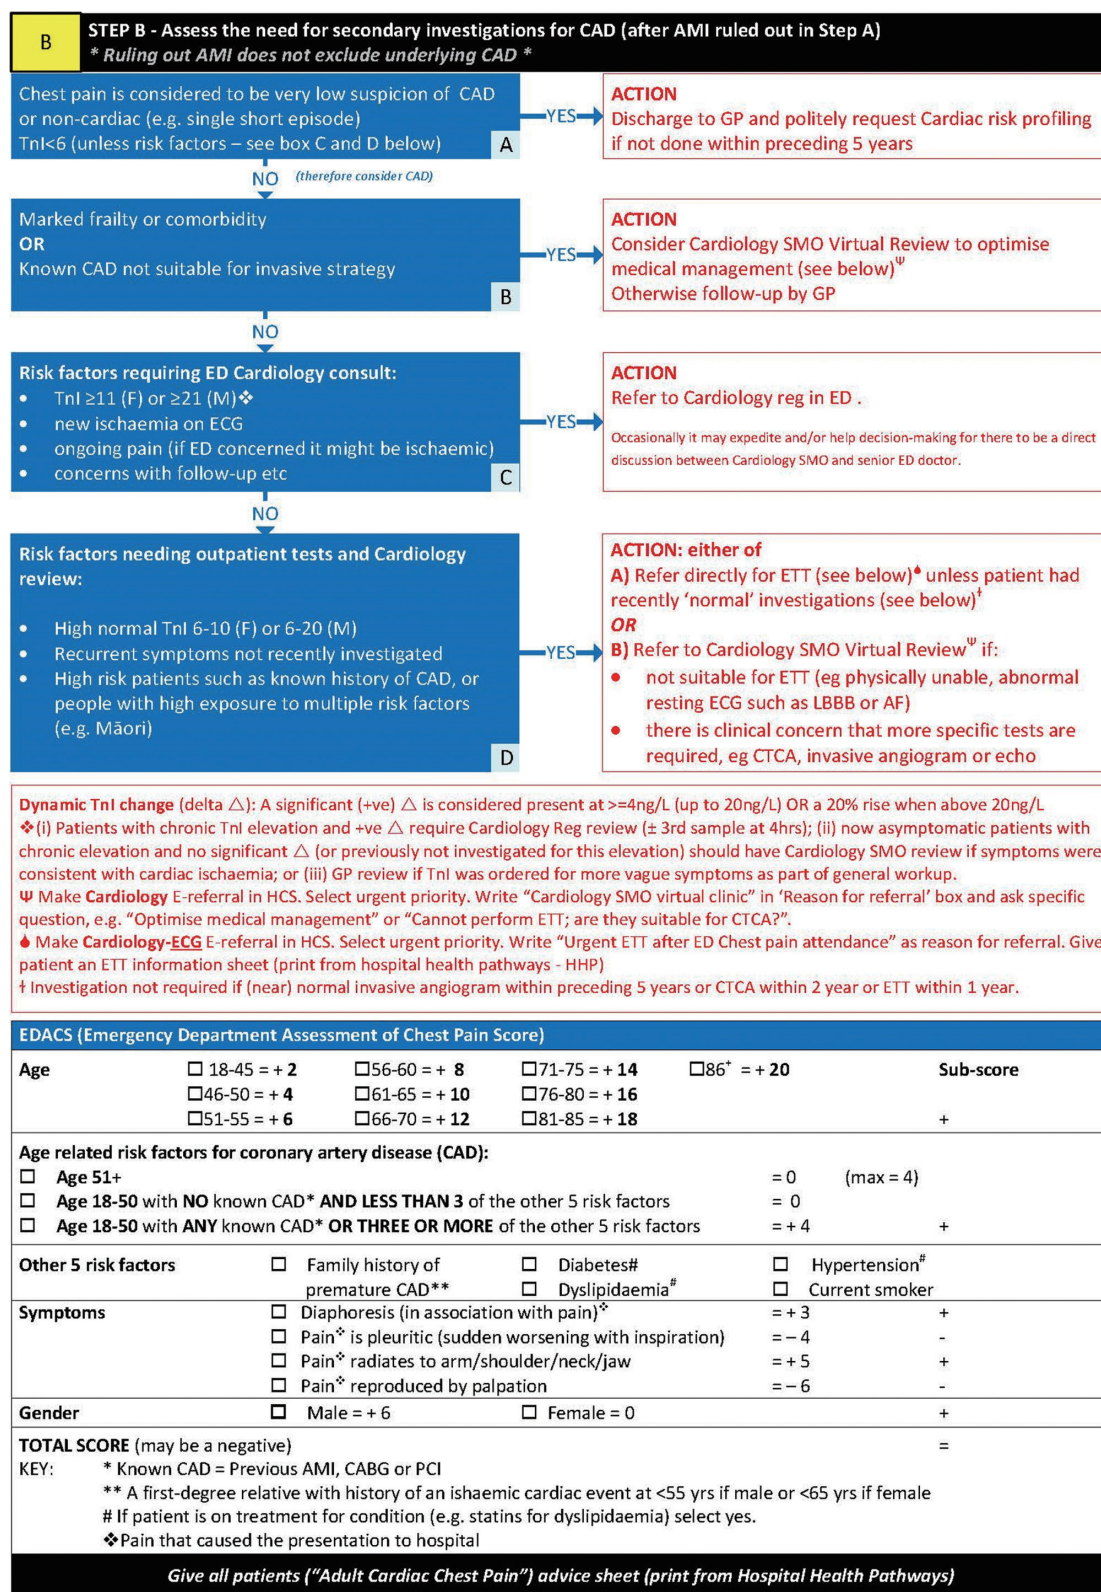 B
STEP B - Assess the need for secondary investigations for CAD (after AMI ruled out in Step A)
* Ruling out AMI does not exclude underlying CAD *
Chest pain is considered to be very low suspicion of CAD
or non-cardiac (e.g. single short episode)
TnI<6 (unless risk factors – see box C and D below)
A
YES
ACTION
Discharge to GP and politely request Cardiac risk profiling
if not done within preceding 5 years
NO (therefore consider CAD)
Marked frailty or comorbidity
OR
Known CAD not suitable for invasive strategy
B
YES
ACTION
Consider Cardiology SMO Virtual Review to optimise
medical management (see below)Ψ
Otherwise follow-up by GP
NO
Risk factors requiring ED Cardiology consult:
• TnI ≥11 (F) or ≥21 (M)❖
• new ischaemia on ECG
• ongoing pain (if ED concerned it might be ischaemic)
• concerns with follow-up etc
C
YES
ACTION
Refer to Cardiology reg in ED .
Occasionally it may expedite and/or help decision-making for there to be a direct
discussion between Cardiology SMO and senior ED doctor.
NO
Risk factors needing outpatient tests and Cardiology
review:
• High normal TnI 6-10 (F) or 6-20 (M)
• Recurrent symptoms not recently investigated
• High risk patients such as known history of CAD, or
people with high exposure to multiple risk factors
(e.g. Māori)
D
YES
ACTION: either of
A) Refer directly for ETT (see below)🌢 unless patient had
recently ‘normal’ investigations (see below)ƚ
OR
B) Refer to Cardiology SMO Virtual ReviewΨ if:
• not suitable for ETT (eg physically unable, abnormal
resting ECG such as LBBB or AF)
• there is clinical concern that more specific tests are
required, eg CTCA, invasive angiogram or echo
Dynamic TnI change (delta △): A significant (+ve) △ is considered present at >=4ng/L (up to 20ng/L) OR a 20% rise when above 20ng/L
❖(i) Patients with chronic TnI elevation and +ve △ require Cardiology Reg review (± 3rd sample at 4hrs); (ii) now asymptomatic patients with
chronic elevation and no significant △ (or previously not investigated for this elevation) should have Cardiology SMO review if symptoms were
consistent with cardiac ischaemia; or (iii) GP review if TnI was ordered for more vague symptoms as part of general workup.
Ψ Make Cardiology E-referral in HCS. Select urgent priority. Write “Cardiology SMO virtual clinic” in ‘Reason for referral’ box and ask specific
question, e.g. “Optimise medical management” or “Cannot perform ETT; are they suitable for CTCA?”.
🌢 Make Cardiology-ECG E-referral in HCS. Select urgent priority. Write “Urgent ETT after ED Chest pain attendance” as reason for referral. Give
patient an ETT information sheet (print from hospital health pathways - HHP)
ƚ Investigation not required if (near) normal invasive angiogram within preceding 5 years or CTCA within 2 year or ETT within 1 year.
EDACS (Emergency Department Assessment of Chest Pain Score)
Age ☐ 18-45 = + 2 ☐56-60 = + 8 ☐71-75 = + 14 ☐86+ = + 20 Sub-score
☐46-50 = + 4 ☐61-65 = + 10 ☐76-80 = + 16
☐51-55 = + 6 ☐66-70 = + 12 ☐81-85 = + 18 +
Age related risk factors for coronary artery disease (CAD):
☐ Age 51+ = 0 (max = 4)
☐ Age 18-50 with NO known CAD* AND LESS THAN 3 of the other 5 risk factors = 0
☐ Age 18-50 with ANY known CAD* OR THREE OR MORE of the other 5 risk factors = + 4 +
Other 5 risk factors ☐ Family history of ☐ Diabetes# ☐ Hypertension#
premature CAD** ☐ Dyslipidaemia# ☐ Current smoker
Symptoms ☐ Diaphoresis (in association with pain)❖ = + 3 +
☐ Pain❖ is pleuritic (sudden worsening with inspiration) = – 4 -
☐ Pain❖ radiates to arm/shoulder/neck/jaw = + 5 +
☐ Pain❖ reproduced by palpation = – 6 -
Gender ☐ Male = + 6 ☐ Female = 0 +
TOTAL SCORE (may be a negative) =
KEY: * Known CAD = Previous AMI, CABG or PCI
** A first-degree relative with history of an ishaemic cardiac event at <55 yrs if male or <65 yrs if female
# If patient is on treatment for condition (e.g. statins for dyslipidaemia) select yes.
❖Pain that caused the presentation to hospital
Give all patients (“Adult Cardiac Chest Pain”) advice sheet (print from Hospital Health Pathways)